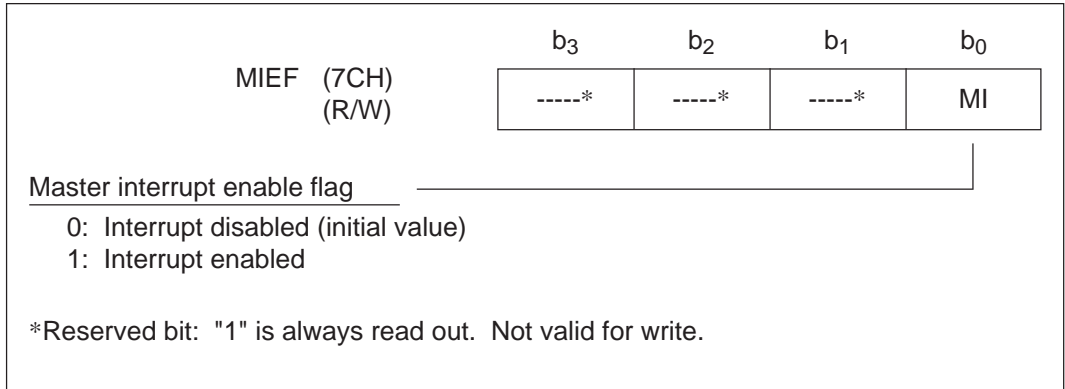 b3 b2 b1 b0
MIEF (7CH) -----* -----* -----* MI
(R/W)
Master interrupt enable flag
0: Interrupt disabled (initial value)
1: Interrupt enabled
*Reserved bit: "1" is always read out. Not valid for write.